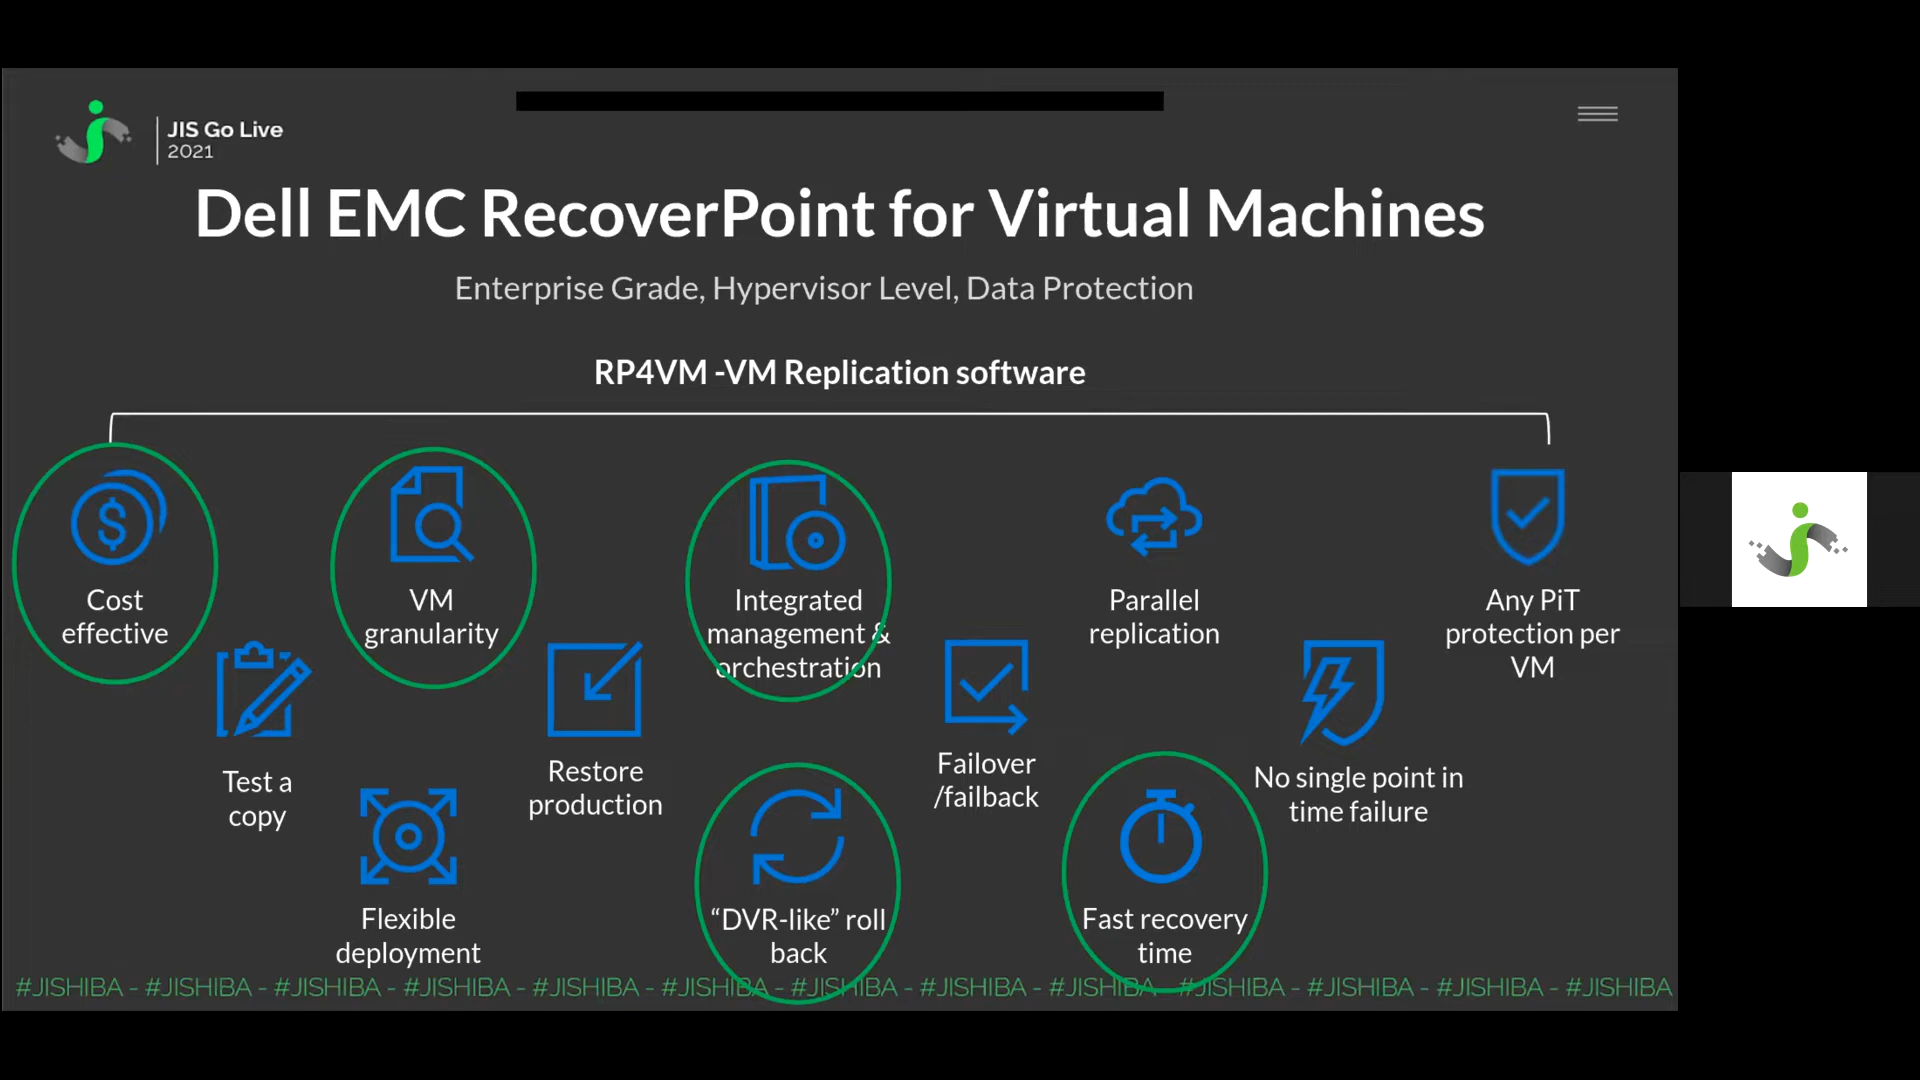 JIS Go Live
2021
Dell EMC RecoverPoint for Virtual Machines
Enterprise Grade, Hypervisor Level, Data Protection
RP4VM -VM Replication software
Cost
effective
VM
granularity
Integrated
management &
orchestration
Parallel
replication
Any PiT
protection per
VM
Test a
copy
Restore
production
Failover
/failback
No single point in
time failure
Flexible
deployment
“DVR-like” roll
back
Fast recovery
time
#JISHIBA - #JISHIBA - #JISHIBA - #JISHIBA - #JISHIBA - #JISHIBA - #JISHIBA - #JISHIBA - #JISHIBA - #JISHIBA - #JISHIBA - #JISHIBA - #JISHIBA